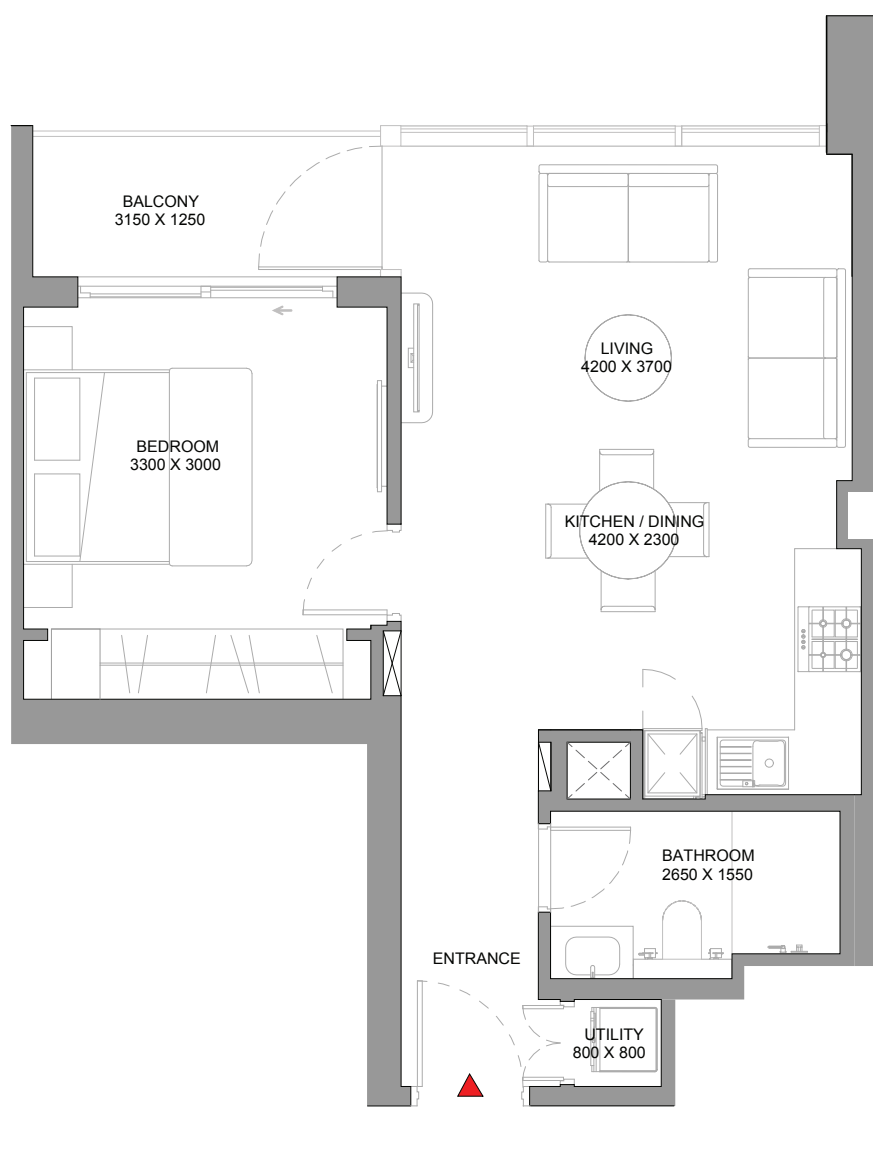 BALCONY
3150 X 1250
LIVING
4200 X 3700
BEDROOM
3300 X 3000
KITCHEN / DINING
4200 X 2300
BATHROOM
2650 X 1550
ENTRANCE
UTILITY
800 X 800